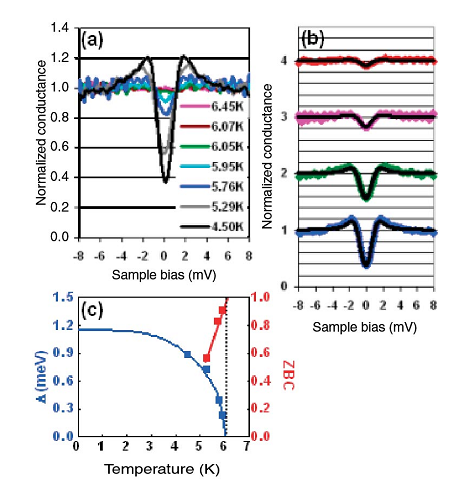 (a)
1.4
1.2
1.0
0.8
0.6
0.4
0.2
0.0
Normalized conductance
6.45K
6.07K
6.05K
5.95K
5.76K
5.29K
4.50K
-8 -6 -4 -2 0 2 4 6 8
Sample bias (mV)
(b)
4
3
2
1
0
Normalized conductance
-8 -6 -4 -2 0 2 4 6 8
Sample bias (mV)
(c)
1.5
1.2
0.9
0.6
0.3
0.0
Δ(meV)
1.0
0.8
0.6
0.4
0.2
0.0
ZBC
0 1 2 3 4 5 6 7
Temperature (K)